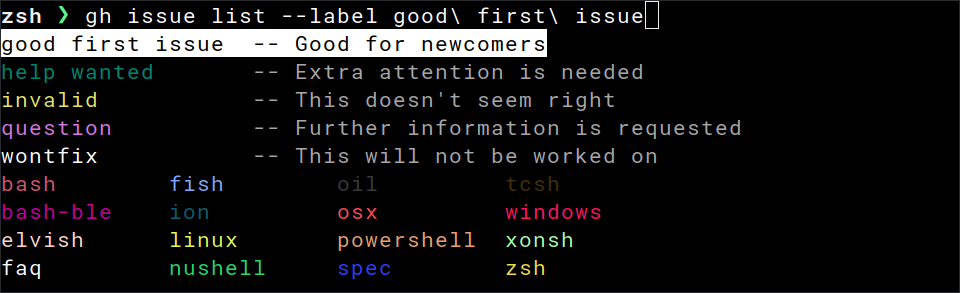 zsh ❯ gh issue list --label good\ first\ issue
good first issue  -- Good for newcomers
help wanted       -- Extra attention is needed
invalid           -- This doesn't seem right
question          -- Further information is requested
wontfix           -- This will not be worked on
bash        fish        oil         tcsh
bash-ble    ion         osx         windows
elvish      linux       powershell  xonsh
faq         nushell     spec        zsh